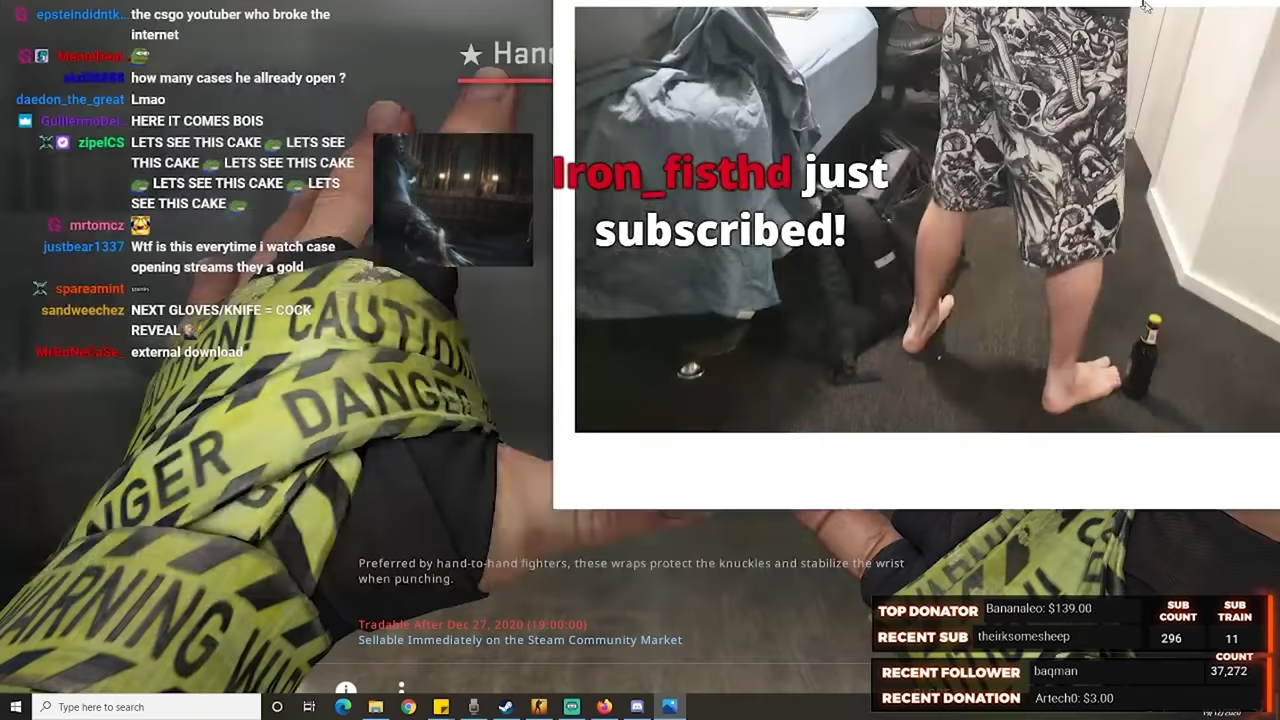 epsteindidntk... the csgo youtuber who broke the
internet
how many cases he allready open ?
daedon_the_great Lmao
GuillermoDel.. HERE IT COMES BOIS
zipelCS LETS SEE THIS CAKE LETS SEE
THIS CAKE LETS SEE THIS CAKE
LETS SEE THIS CAKE LETS
SEE THIS CAKE
mrtomcz
justbear1337 Wtf is this everytime i watch case
opening streams they a gold
spareamint
sandweechez NEXT GLOVES/KNIFE = COCK
REVEAL
external download
★ Han
Iron_fisthd just
subscribed!
CAUTION
DANGER
NGER
WARNING
Preferred by hand-to-hand fighters, these wraps protect the knuckles and stabilize the wrist
when punching.
Tradable After Dec 27, 2020 (19:00:00)
Sellable Immediately on the Steam Community Market
TOP DONATOR Bananaleo: $139.00
RECENT SUB theirksomesheep
SUB COUNT
296
SUB TRAIN
11
RECENT FOLLOWER baqman
COUNT
37,272
RECENT DONATION Artech0: $3.00
Type here to search